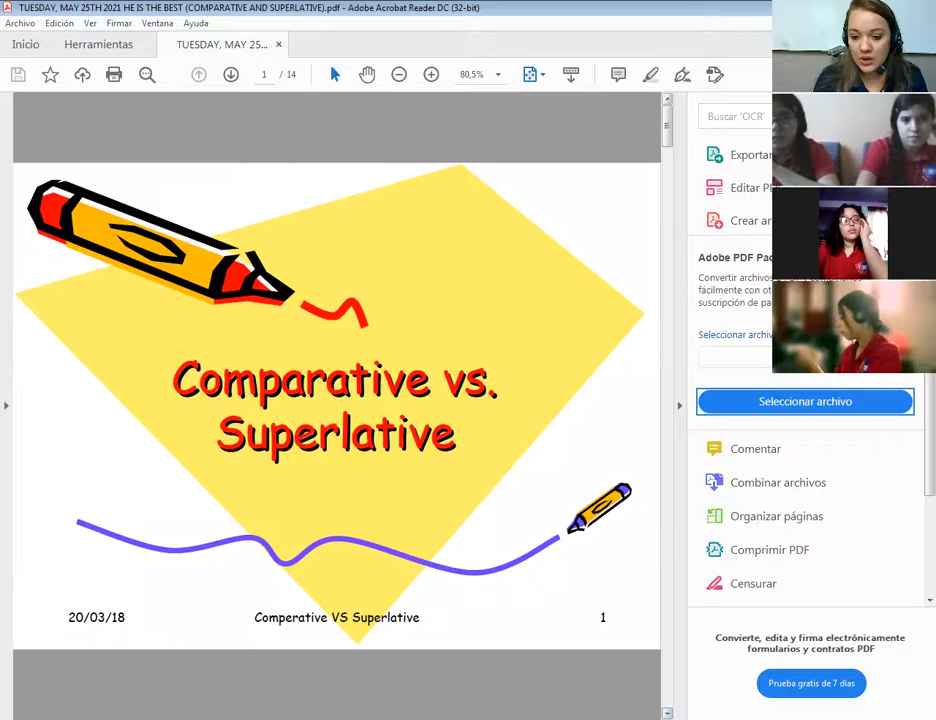 TUESDAY, MAY 25TH 2021 HE IS THE BEST (COMPARATIVE AND SUPERLATIVE).pdf - Adobe Acrobat Reader DC (32-bit)
Archivo Edición Ver Firmar Ventana Ayuda
Inicio Herramientas TUESDAY, MAY 25... ×
1 / 14 80,5%
Buscar 'OCR'
Exportar
Editar PD
Crear ar
Adobe PDF Pac
Convertir archivos
fácilmente con ot
suscripción de pa
Seleccionar archiv
Seleccionar archivo
Comentar
Combinar archivos
Organizar páginas
Comprimir PDF
Censurar
Convierte, edita y firma electrónicamente
formularios y contratos PDF
Prueba gratis de 7 días
Comparative vs.
Superlative
20/03/18 Comperative VS Superlative 1